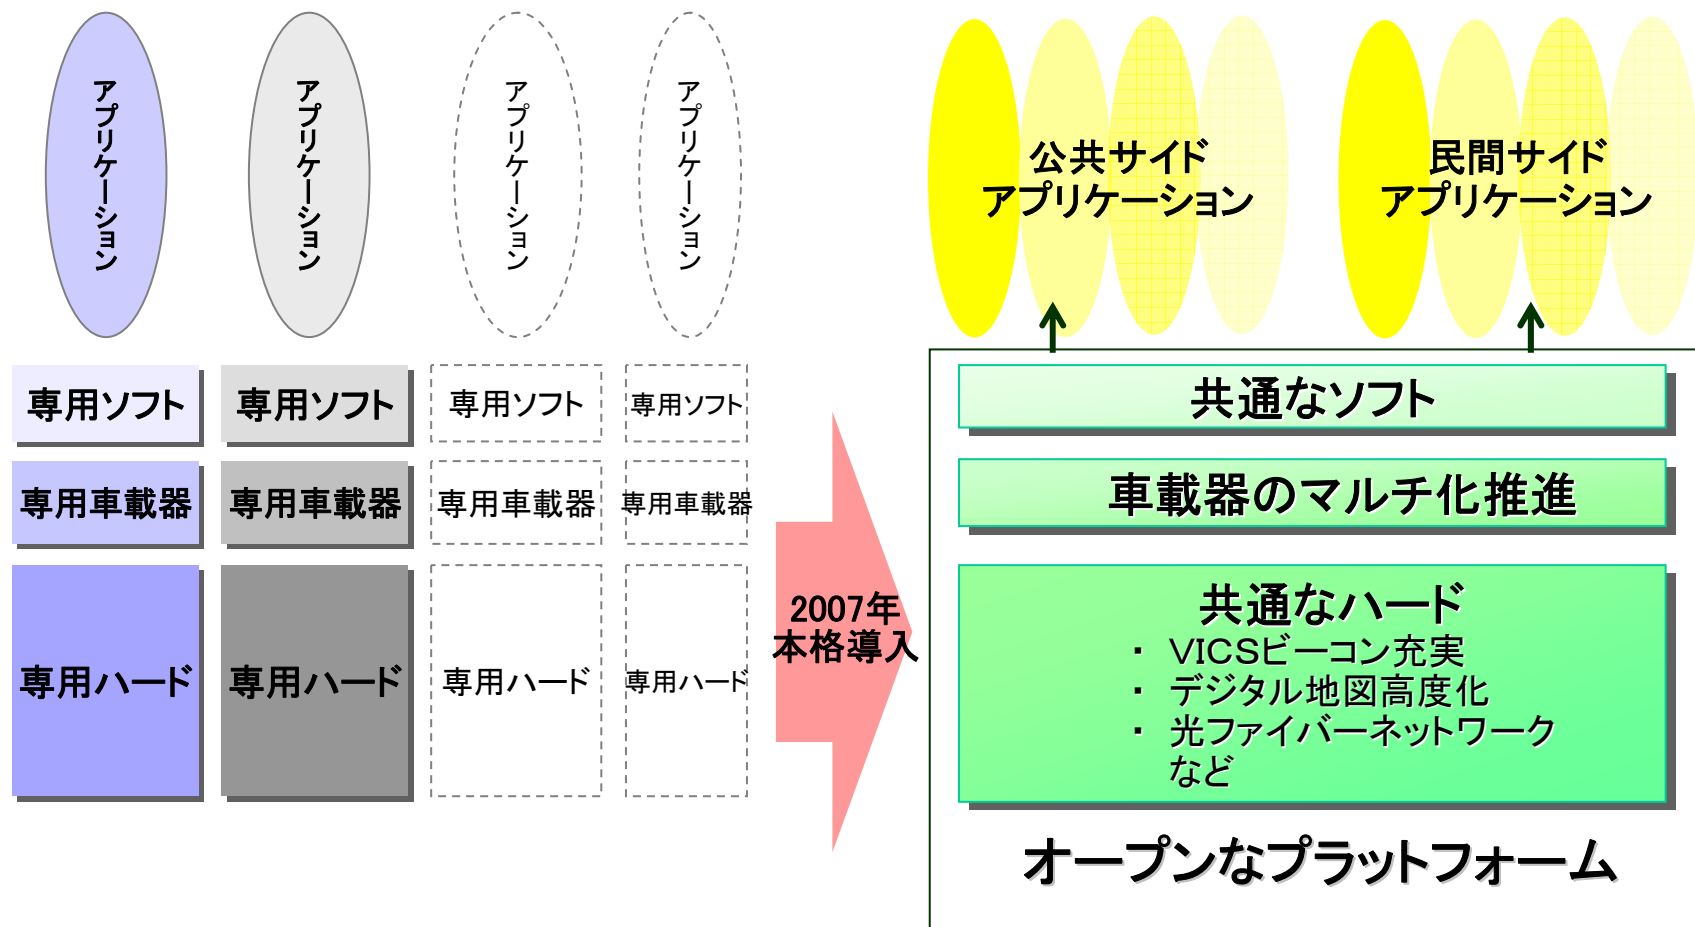 アプリケーション
アプリケーション
アプリケーション
アプリケーション
専用ソフト
専用ソフト
専用ソフト
専用ソフト
専用車載器
専用車載器
専用車載器
専用車載器
専用ハード
専用ハード
専用ハード
専用ハード
2007年
本格導入
公共サイド
アプリケーション
民間サイド
アプリケーション
共通なソフト
車載器のマルチ化推進
共通なハード
・ VICSビーコン充実
・ デジタル地図高度化
・ 光ファイバーネットワーク
など
オープンなプラットフォーム